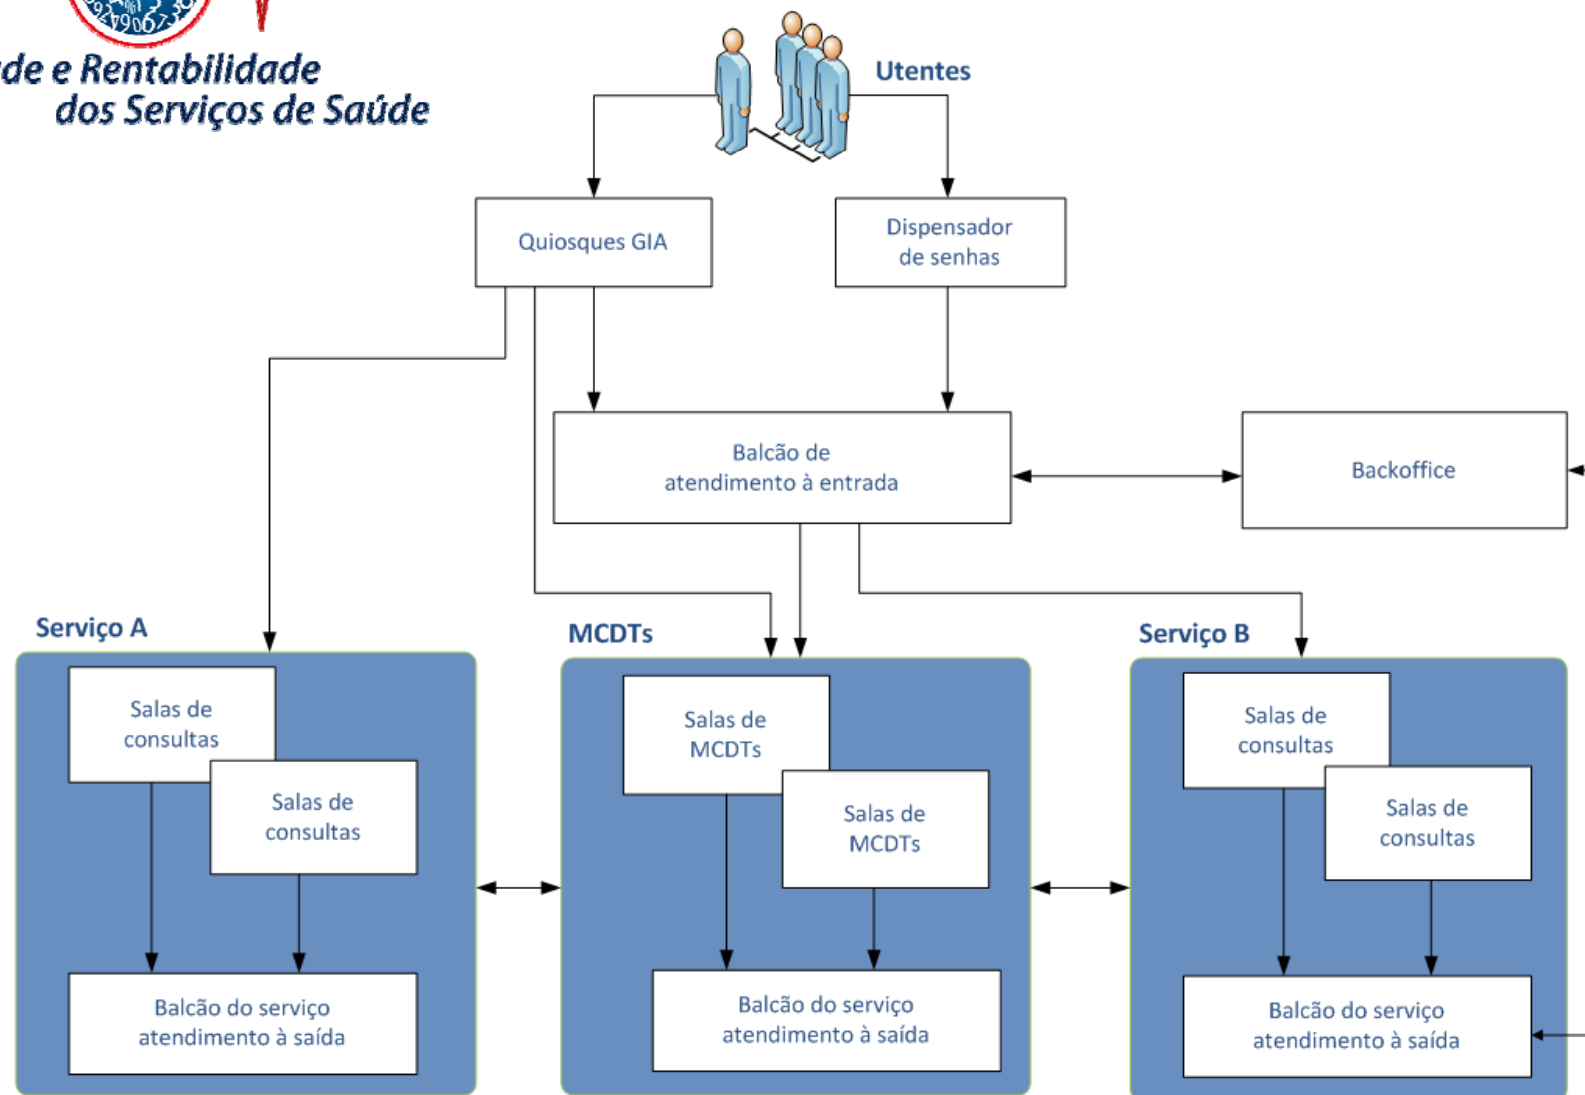 de e Rentabilidade
dos Serviços de Saúde
Utentes
Quiosques GIA
Dispensador
de senhas
Balcão de
atendimento à entrada
Backoffice
Serviço A
MCDTs
Serviço B
Salas de
consultas
Salas de
consultas
Balcão do serviço
atendimento à saída
Salas de
MCDTs
Salas de
MCDTs
Balcão do serviço
atendimento à saída
Salas de
consultas
Salas de
consultas
Balcão do serviço
atendimento à saída